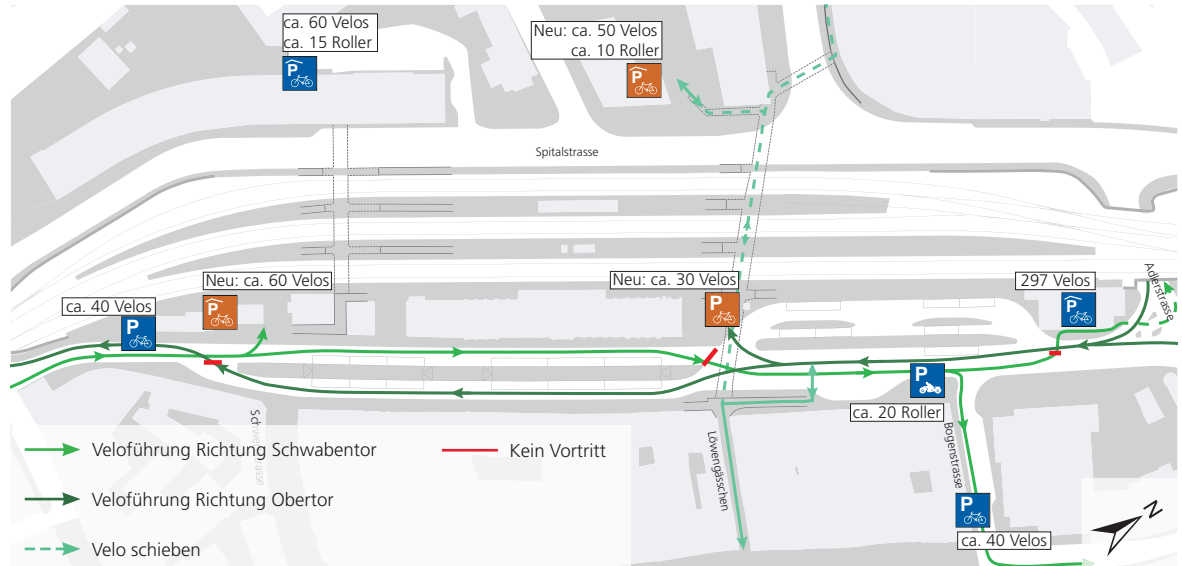 ca. 60 Velos
ca. 15 Roller
P
Neu: ca. 50 Velos
ca. 10 Roller
P
Spitalstrasse
Adlerstrasse
Neu: ca. 60 Velos
P
Neu: ca. 30 Velos
P
297 Velos
P
ca. 40 Velos
P
P
ca. 20 Roller
Löwengässchen
Bogenstrasse
P
ca. 40 Velos
Veloführung Richtung Schwabentor
Kein Vortritt
Veloführung Richtung Obertor
Velo schieben
N